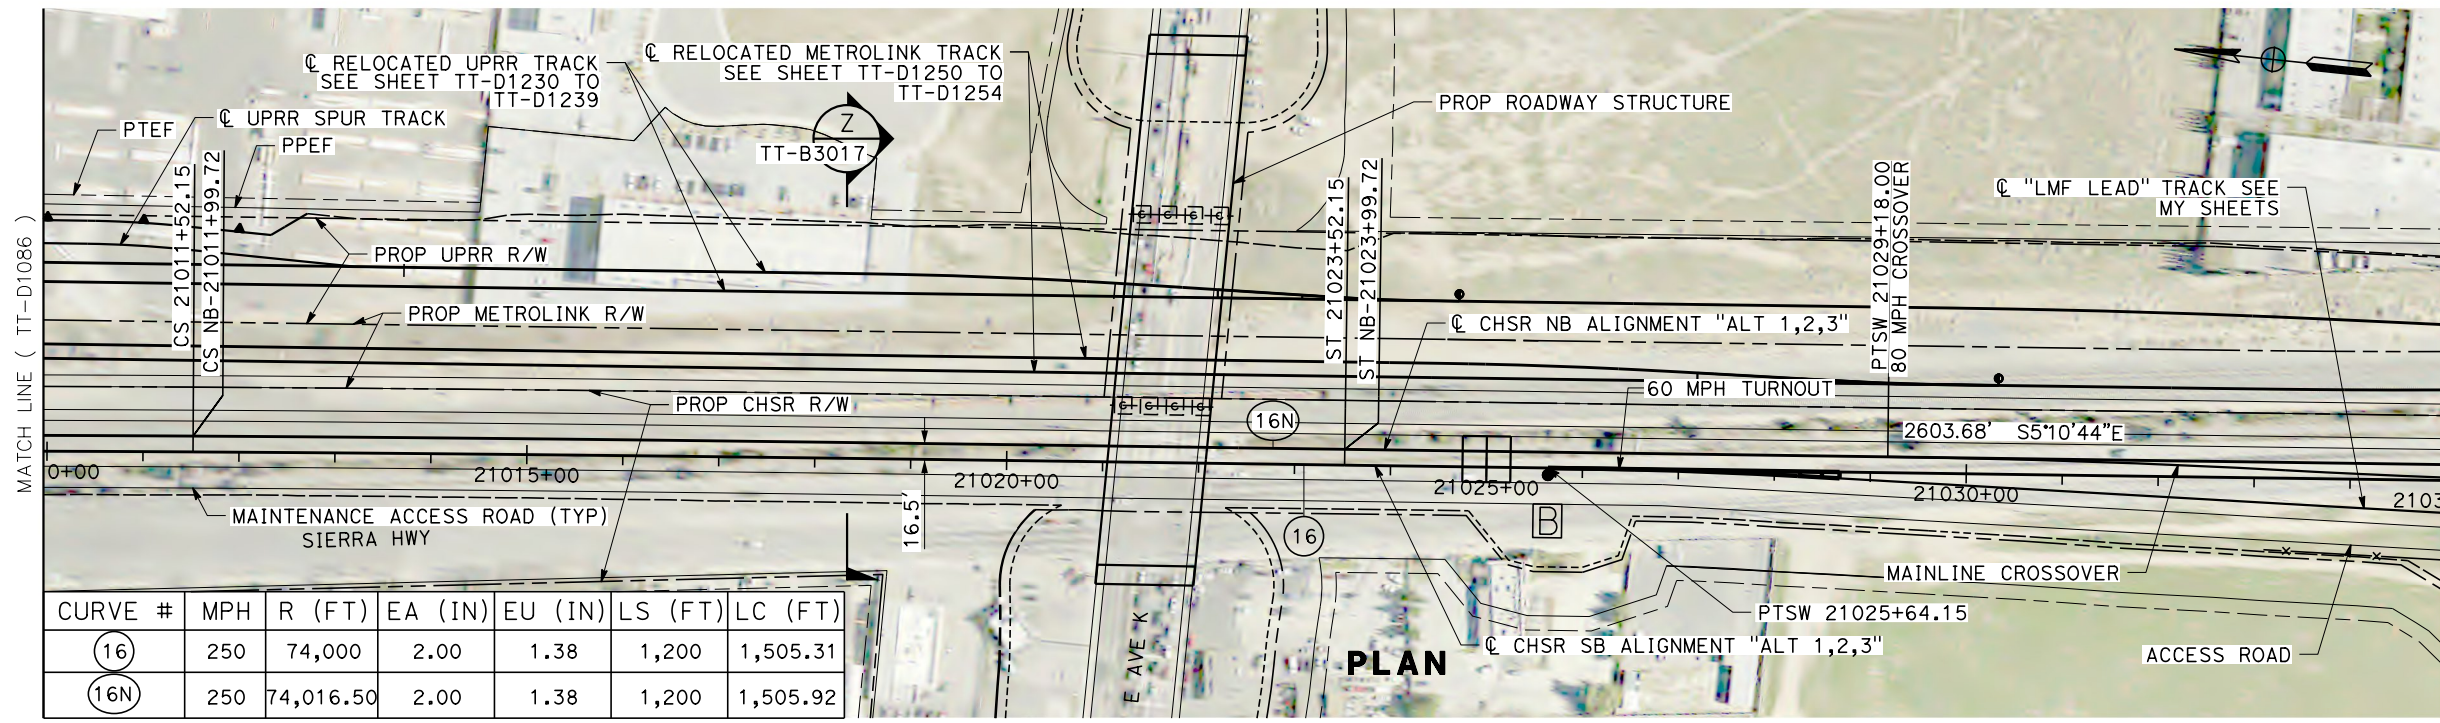 ℄ RELOCATED UPRR TRACK
SEE SHEET TT-D1230 TO
TT-D1239
℄ RELOCATED METROLINK TRACK
SEE SHEET TT-D1250 TO
TT-D1254
PROP ROADWAY STRUCTURE
PTEF
℄ UPRR SPUR TRACK
PPEF
Z
TT-B3017
℄ "LMF LEAD" TRACK SEE
MY SHEETS
MATCH LINE ( TT-D1086 )
CS 21011+52.15
CS NB-21011+99.72
PROP UPRR R/W
PROP METROLINK R/W
PROP CHSR R/W
C C C C
C C C C
ST 21023+52.15
ST NB-21023+99.72
℄ CHSR NB ALIGNMENT "ALT 1,2,3"
PTSW 21029+18.00
80 MPH CROSSOVER
60 MPH TURNOUT
16N
2603.68' S5°10'44"E
0+00
21015+00
21020+00
21025+00
21030+00
2103
16.5'
MAINTENANCE ACCESS ROAD (TYP)
SIERRA HWY
16
B
MAINLINE CROSSOVER
PTSW 21025+64.15
℄ CHSR SB ALIGNMENT "ALT 1,2,3"
ACCESS ROAD
E AVE K
PLAN
CURVE # MPH R (FT) EA (IN) EU (IN) LS (FT) LC (FT)
16 250 74,000 2.00 1.38 1,200 1,505.31
16N 250 74,016.50 2.00 1.38 1,200 1,505.92